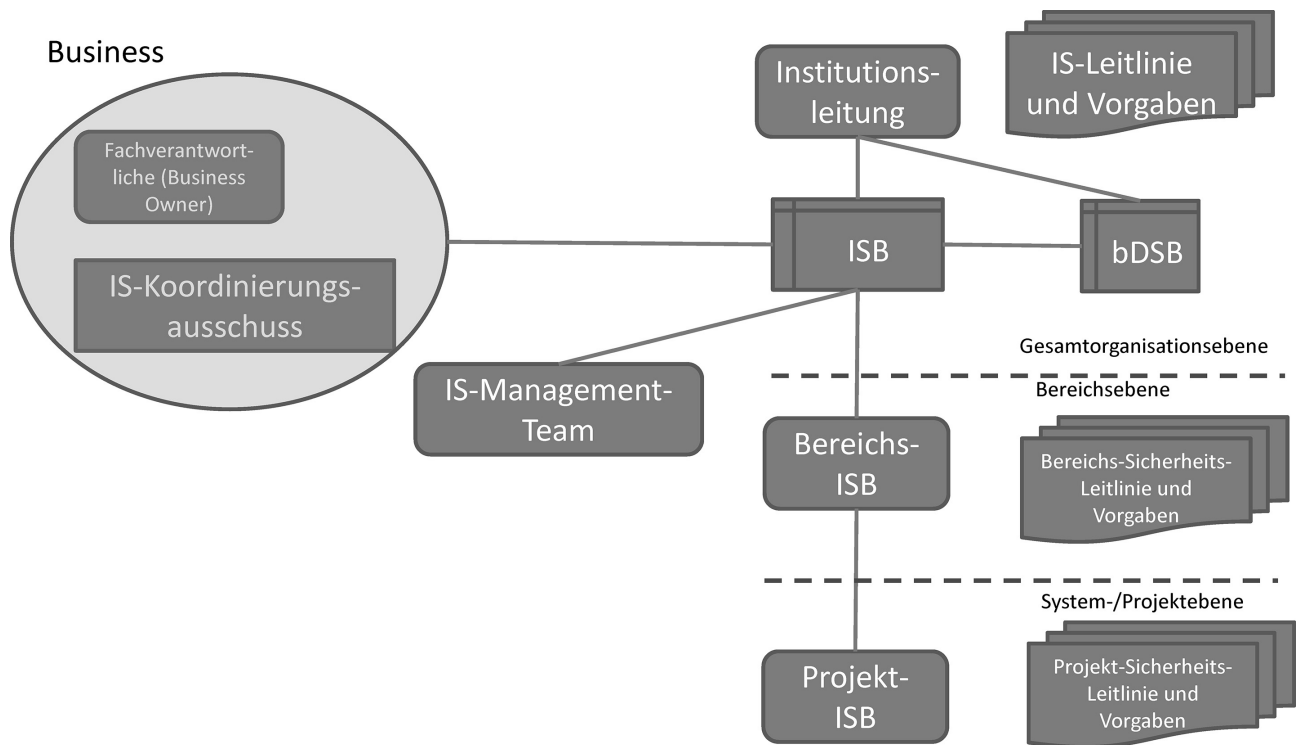 Business
Fachverantwort-
liche (Business
Owner)
IS-Koordinierungs-
ausschuss
Institutions-
leitung
IS-Leitlinie
und Vorgaben
ISB
bDSB
IS-Management-
Team
Gesamtorganisationsebene
Bereichsebene
Bereichs-
ISB
Bereichs-Sicherheits-
Leitlinie und
Vorgaben
System-/Projektebene
Projekt-
ISB
Projekt-Sicherheits-
Leitlinie und
Vorgaben